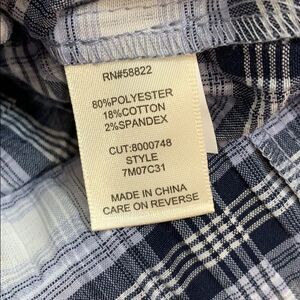 RN#58822
80%POLYESTER
18%COTTON
2%SPANDEX
CUT:8000748
STYLE
7M07C31
MADE IN CHINA
CARE ON REVERSE